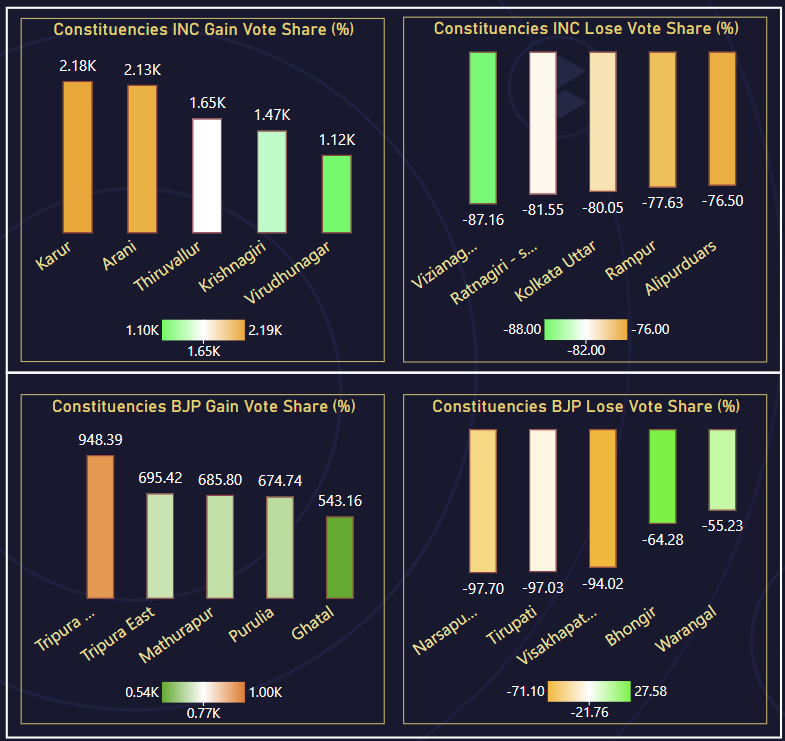 Constituencies INC Gain Vote Share (%)
2.18K
2.13K
1.65K
1.47K
1.12K
Karur
Arani
Thiruvallur
Krishnagiri
Virudhunagar
1.10K
2.19K
1.65K
Constituencies INC Lose Vote Share (%)
-87.16
-81.55
-80.05
-77.63
-76.50
Vizianag...
Ratnagiri - s...
Kolkata Uttar
Rampur
Alipurduars
-88.00
-76.00
-82.00
Constituencies BJP Gain Vote Share (%)
948.39
695.42
685.80
674.74
543.16
Tripura ...
Tripura East
Mathurapur
Purulia
Ghatal
0.54K
1.00K
0.77K
Constituencies BJP Lose Vote Share (%)
-97.70
-97.03
-94.02
-64.28
-55.23
Narsapu...
Tirupati
Visakhapat...
Bhongir
Warangal
-71.10
27.58
-21.76